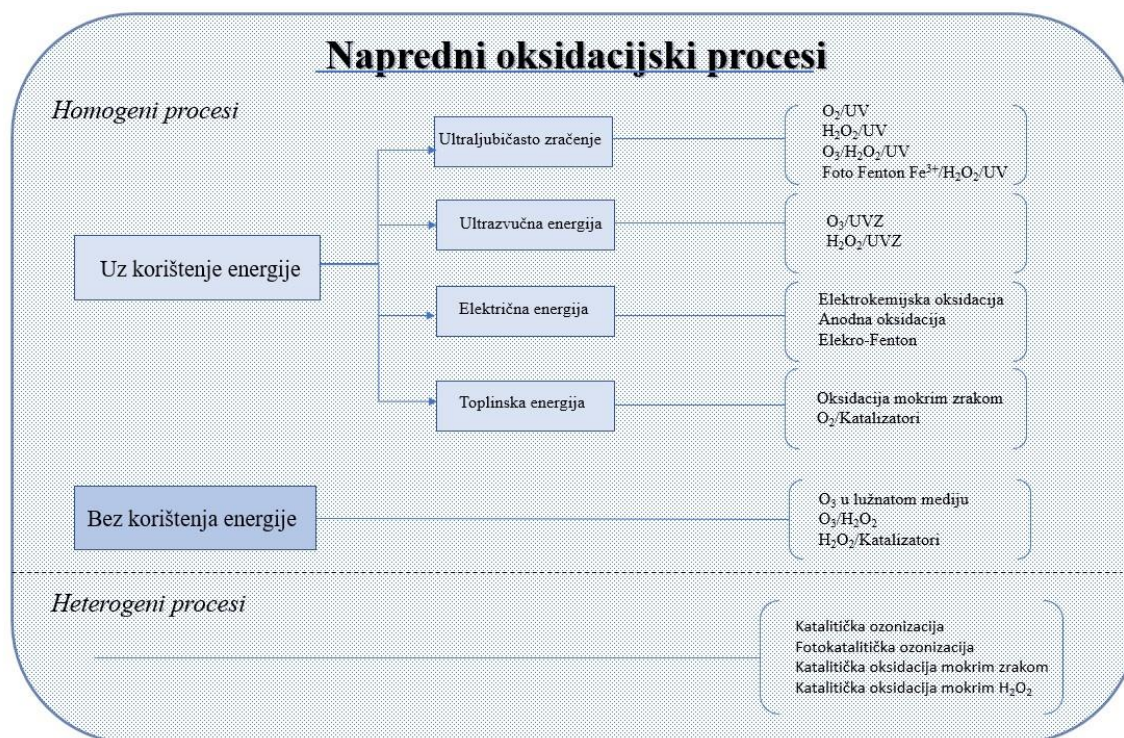 Napredni oksidacijski procesi
Homogeni procesi
Uz korištenje energije
Ultraljubičasto zračenje
O₂/UV
H₂O₂/UV
O₃/H₂O₂/UV
Foto Fenton Fe³⁺/H₂O₂/UV
Ultrazvučna energija
O₃/UVZ
H₂O₂/UVZ
Električna energija
Elektrokemijska oksidacija
Anodna oksidacija
Elekro-Fenton
Toplinska energija
Oksidacija mokrim zrakom
O₂/Katalizatori
Bez korištenja energije
O₃ u lužnatom mediju
O₃/H₂O₂
H₂O₂/Katalizatori
Heterogeni procesi
Katalitička ozonizacija
Fotokatalitička ozonizacija
Katalitička oksidacija mokrim zrakom
Katalitička oksidacija mokrim H₂O₂